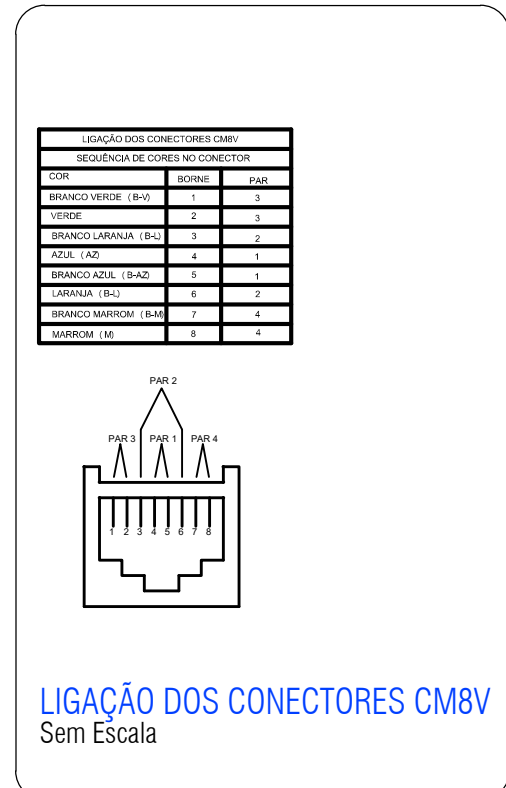 LIGAÇÃO DOS CONECTORES CM8V
SEQUÊNCIA DE CORES NO CONECTOR
COR BORNE PAR
BRANCO VERDE ( B-V) 1 3
VERDE 2 3
BRANCO LARANJA ( B-L) 3 2
AZUL ( AZ) 4 1
BRANCO AZUL ( B-AZ) 5 1
LARANJA ( B-L) 6 2
BRANCO MARROM ( B-M) 7 4
MARROM ( M) 8 4
PAR 2
PAR 3 PAR 1 PAR 4
1 2 3 4 5 6 7 8
LIGAÇÃO DOS CONECTORES CM8V
Sem Escala